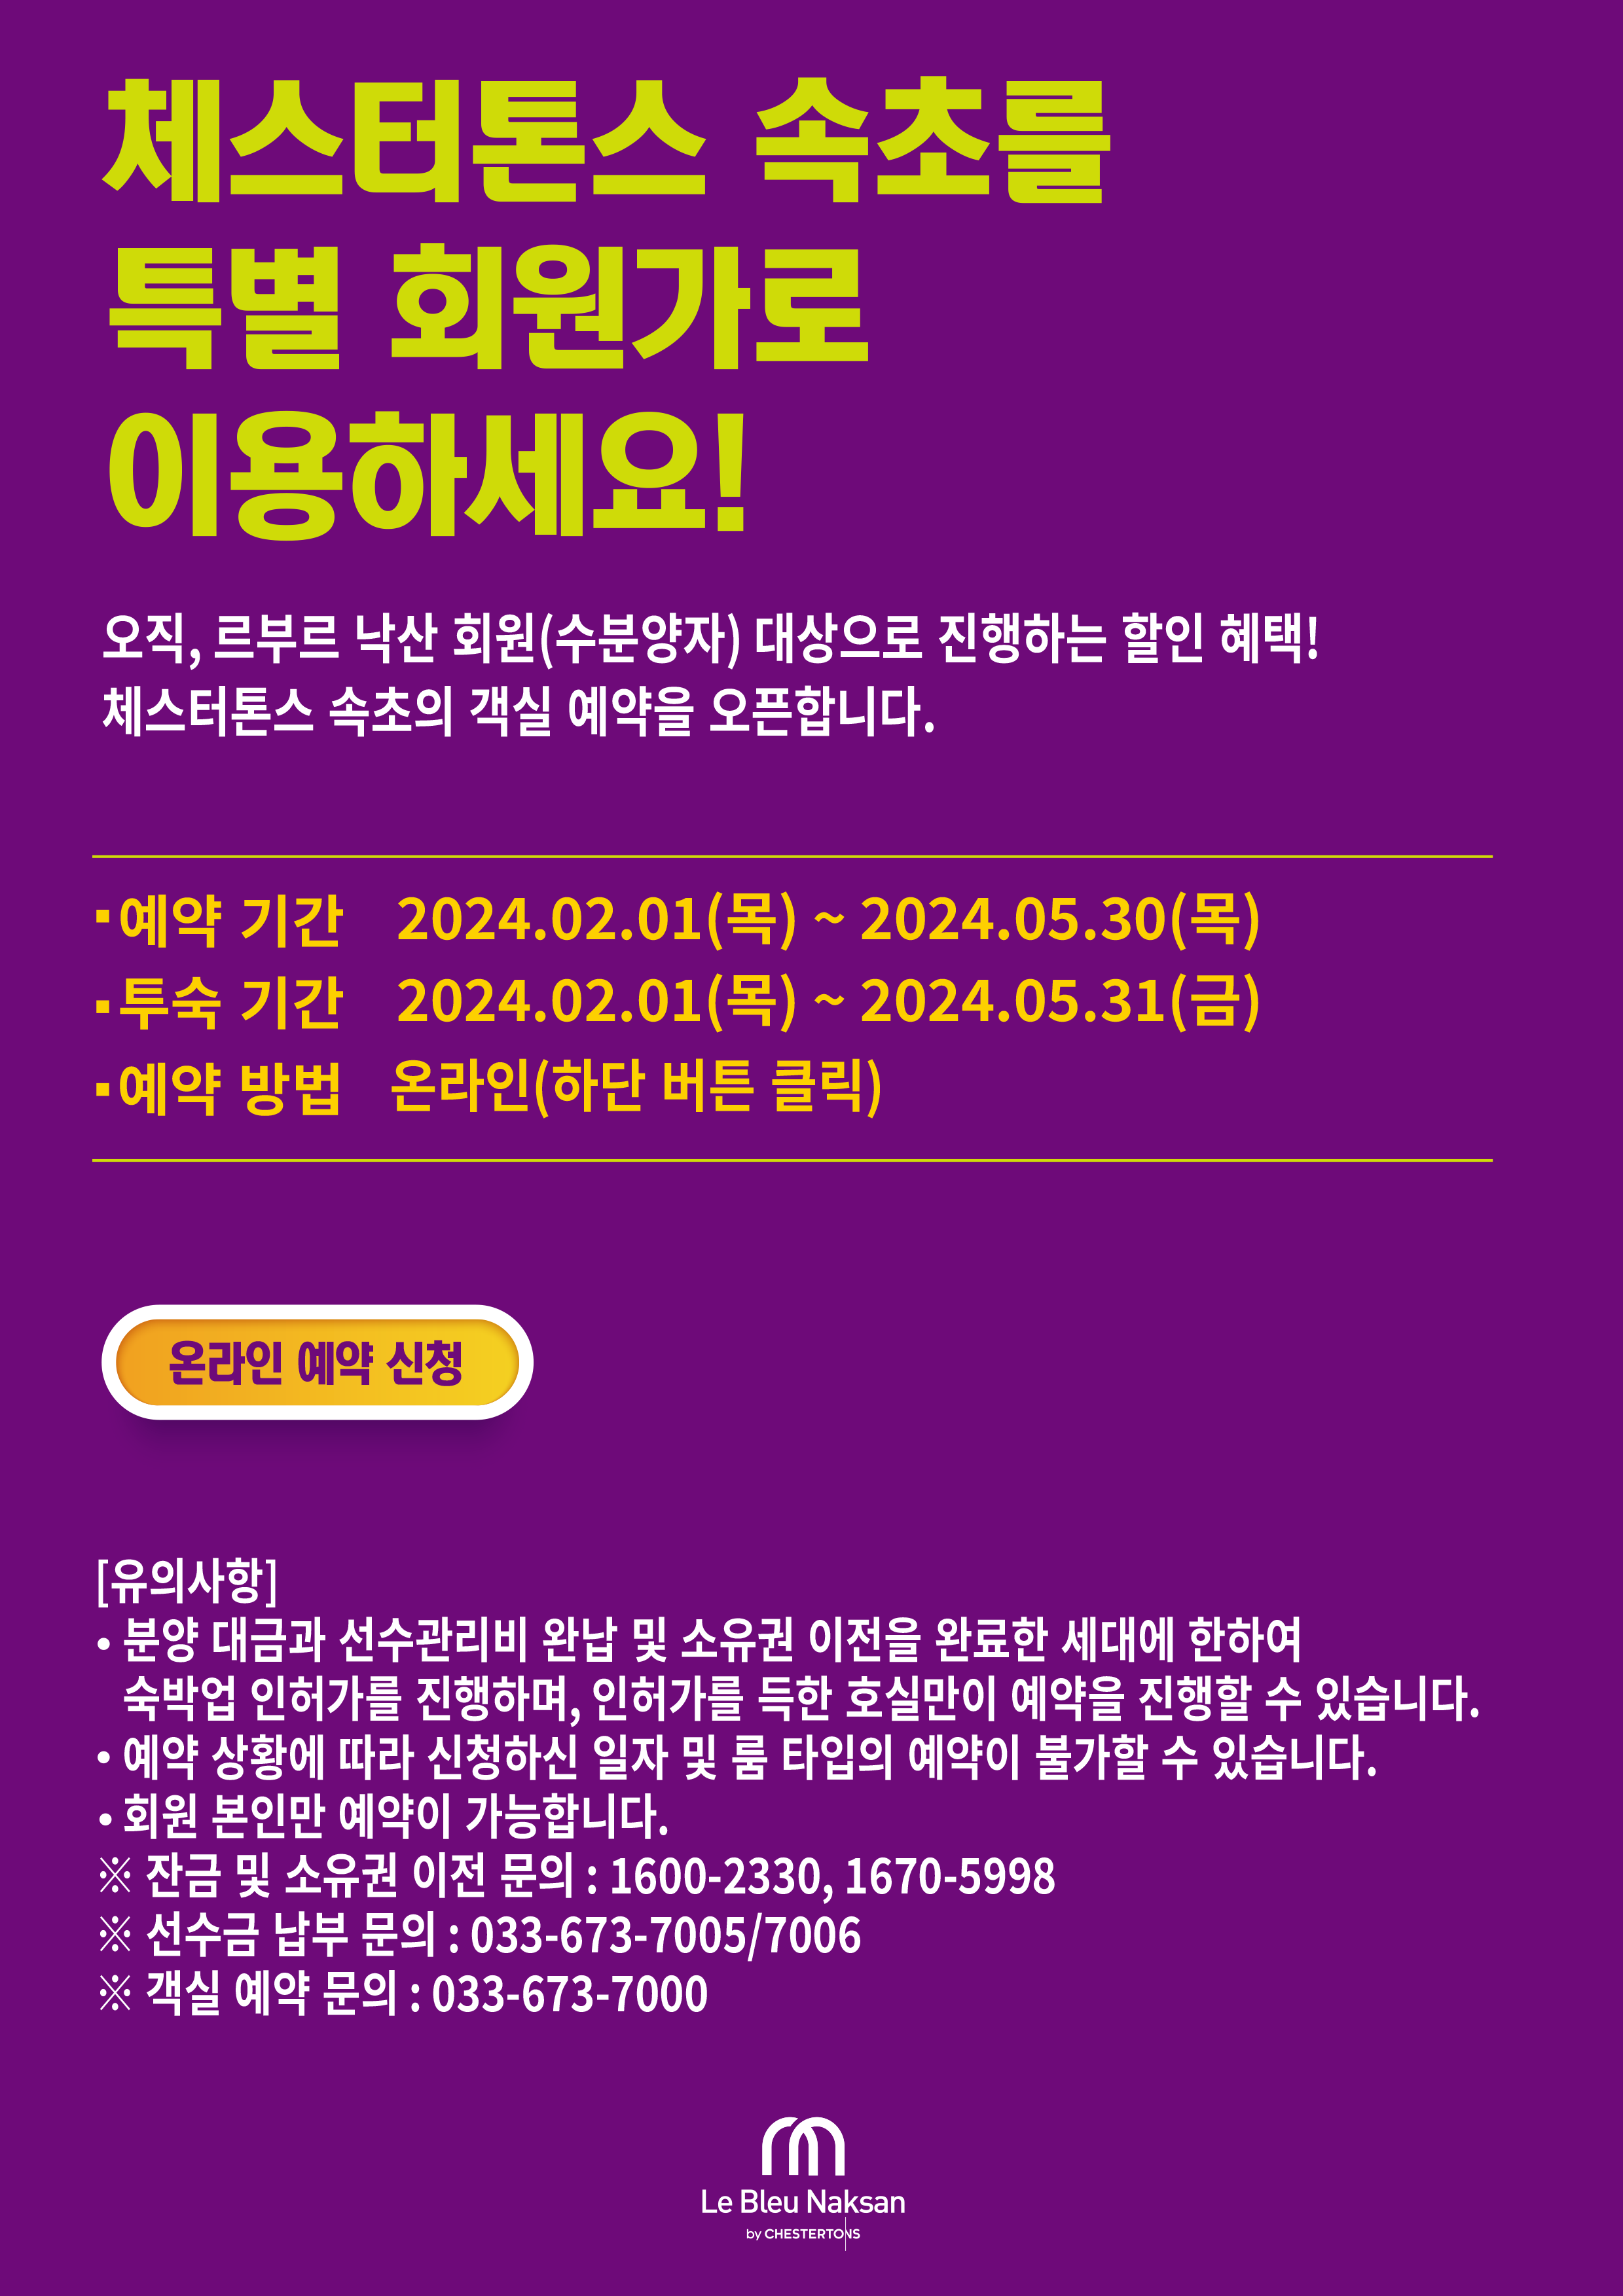 체스터톤스 속초를
특별 회원가로
이용하세요!
오직, 르부르 낙산 회원(수분양자) 대상으로 진행하는 할인 혜택!
체스터톤스 속초의 객실 예약을 오픈합니다.
▪예약 기간 2024.02.01(목) ~ 2024.05.30(목)
▪투숙 기간 2024.02.01(목) ~ 2024.05.31(금)
▪예약 방법 온라인(하단 버튼 클릭)
온라인 예약 신청
[유의사항]
• 분양 대금과 선수관리비 완납 및 소유권 이전을 완료한 세대에 한하여
숙박업 인허가를 진행하며, 인허가를 득한 호실만이 예약을 진행할 수 있습니다.
• 예약 상황에 따라 신청하신 일자 및 룸 타입의 예약이 불가할 수 있습니다.
• 회원 본인만 예약이 가능합니다.
※ 잔금 및 소유권 이전 문의 : 1600-2330, 1670-5998
※ 선수금 납부 문의 : 033-673-7005/7006
※ 객실 예약 문의 : 033-673-7000
Le Bleu Naksan
by CHESTERTONS